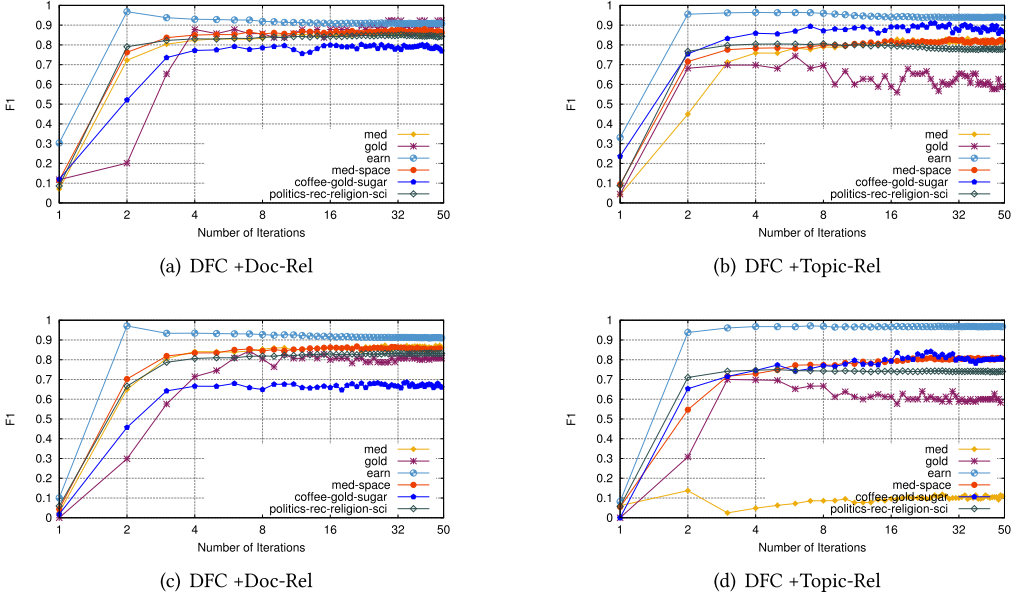 1
0.9
0.8
0.7
0.6
0.5
0.4
0.3
0.2
0.1
0
F1
med
gold
earn
med-space
coffee-gold-sugar
politics-rec-religion-sci
1 2 4 8 16 32 50
Number of Iterations
(a) DFC +Doc-Rel
1
0.9
0.8
0.7
0.6
0.5
0.4
0.3
0.2
0.1
0
F1
med
gold
earn
med-space
coffee-gold-sugar
politics-rec-religion-sci
1 2 4 8 16 32 50
Number of Iterations
(b) DFC +Topic-Rel
1
0.9
0.8
0.7
0.6
0.5
0.4
0.3
0.2
0.1
0
F1
med
gold
earn
med-space
coffee-gold-sugar
politics-rec-religion-sci
1 2 4 8 16 32 50
Number of Iterations
(c) DFC +Doc-Rel
1
0.9
0.8
0.7
0.6
0.5
0.4
0.3
0.2
0.1
0
F1
med
gold
earn
med-space
coffee-gold-sugar
politics-rec-religion-sci
1 2 4 8 16 32 50
Number of Iterations
(d) DFC +Topic-Rel